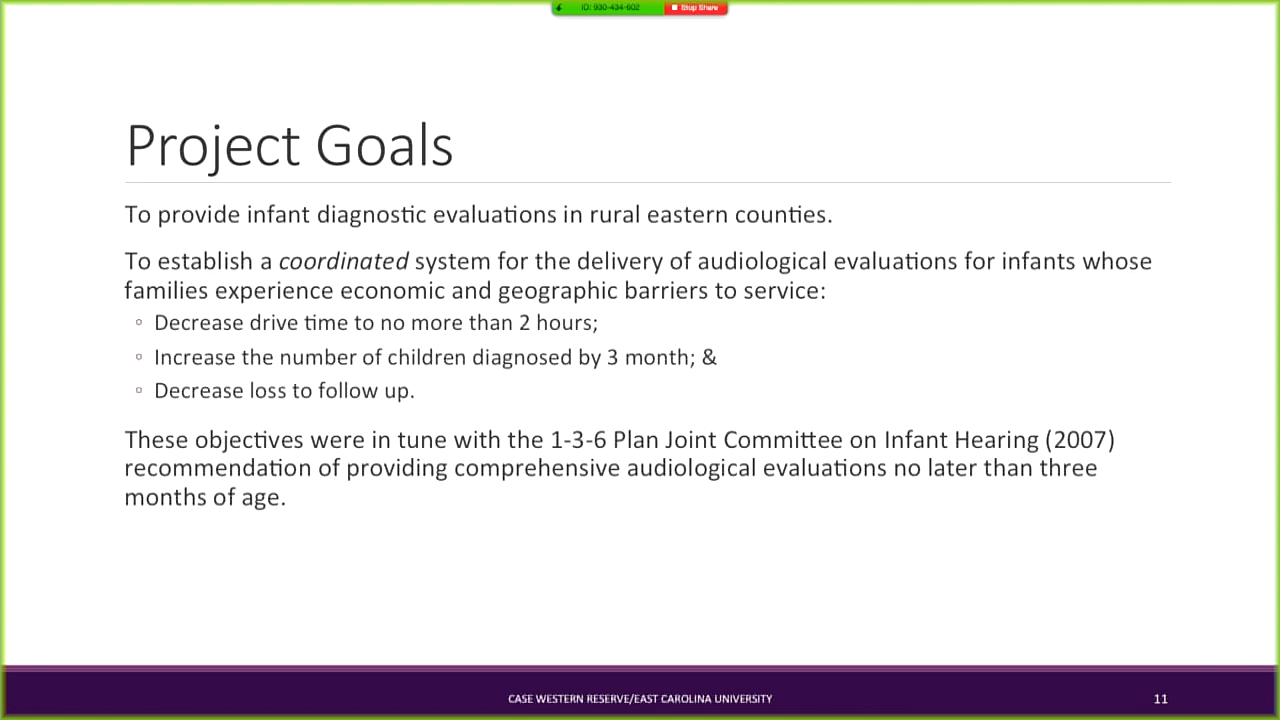 ID: 930-434-602 Stop Share
Project Goals
To provide infant diagnostic evaluations in rural eastern counties.
To establish a coordinated system for the delivery of audiological evaluations for infants whose
families experience economic and geographic barriers to service:
◦ Decrease drive time to no more than 2 hours;
◦ Increase the number of children diagnosed by 3 month; &
◦ Decrease loss to follow up.
These objectives were in tune with the 1-3-6 Plan Joint Committee on Infant Hearing (2007)
recommendation of providing comprehensive audiological evaluations no later than three
months of age.
CASE WESTERN RESERVE/EAST CAROLINA UNIVERSITY 11